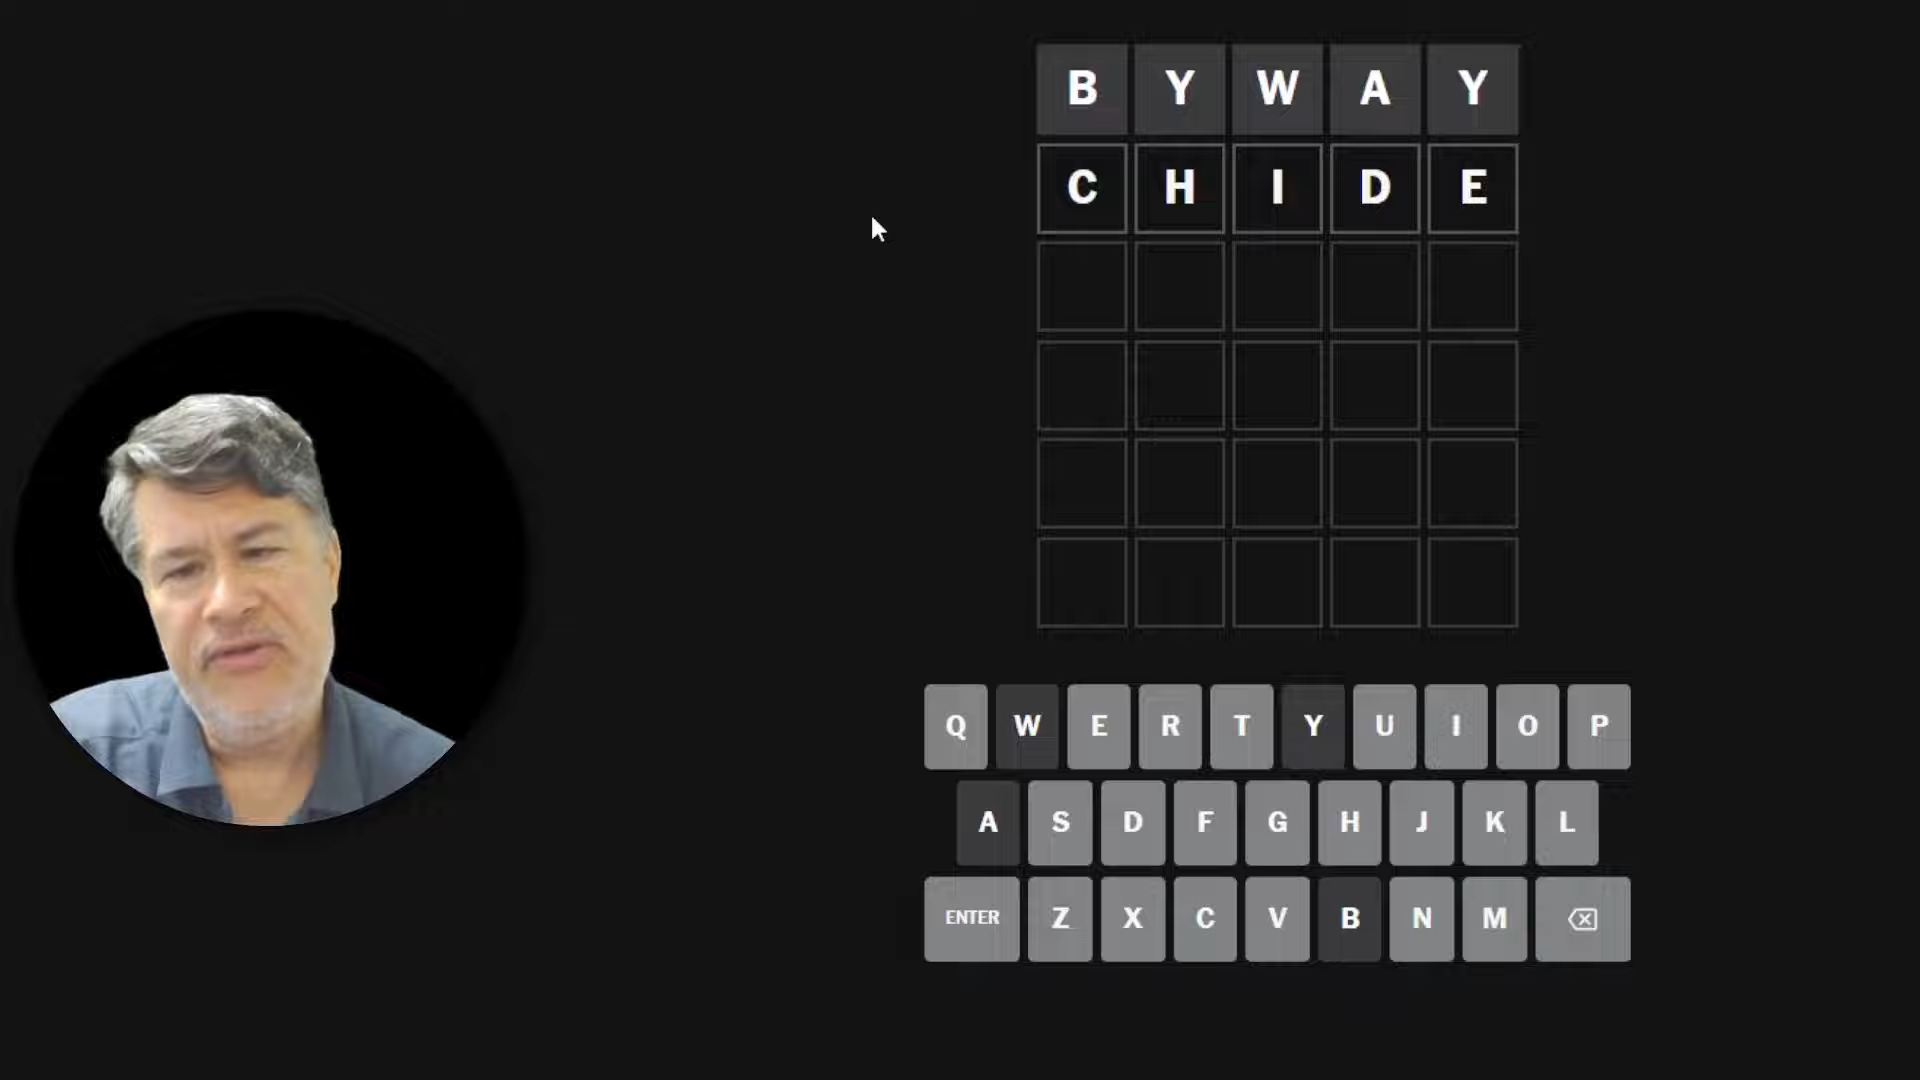 B Y W A Y
C H I D E
Q W E R T Y U I O P
A S D F G H J K L
ENTER Z X C V B N M